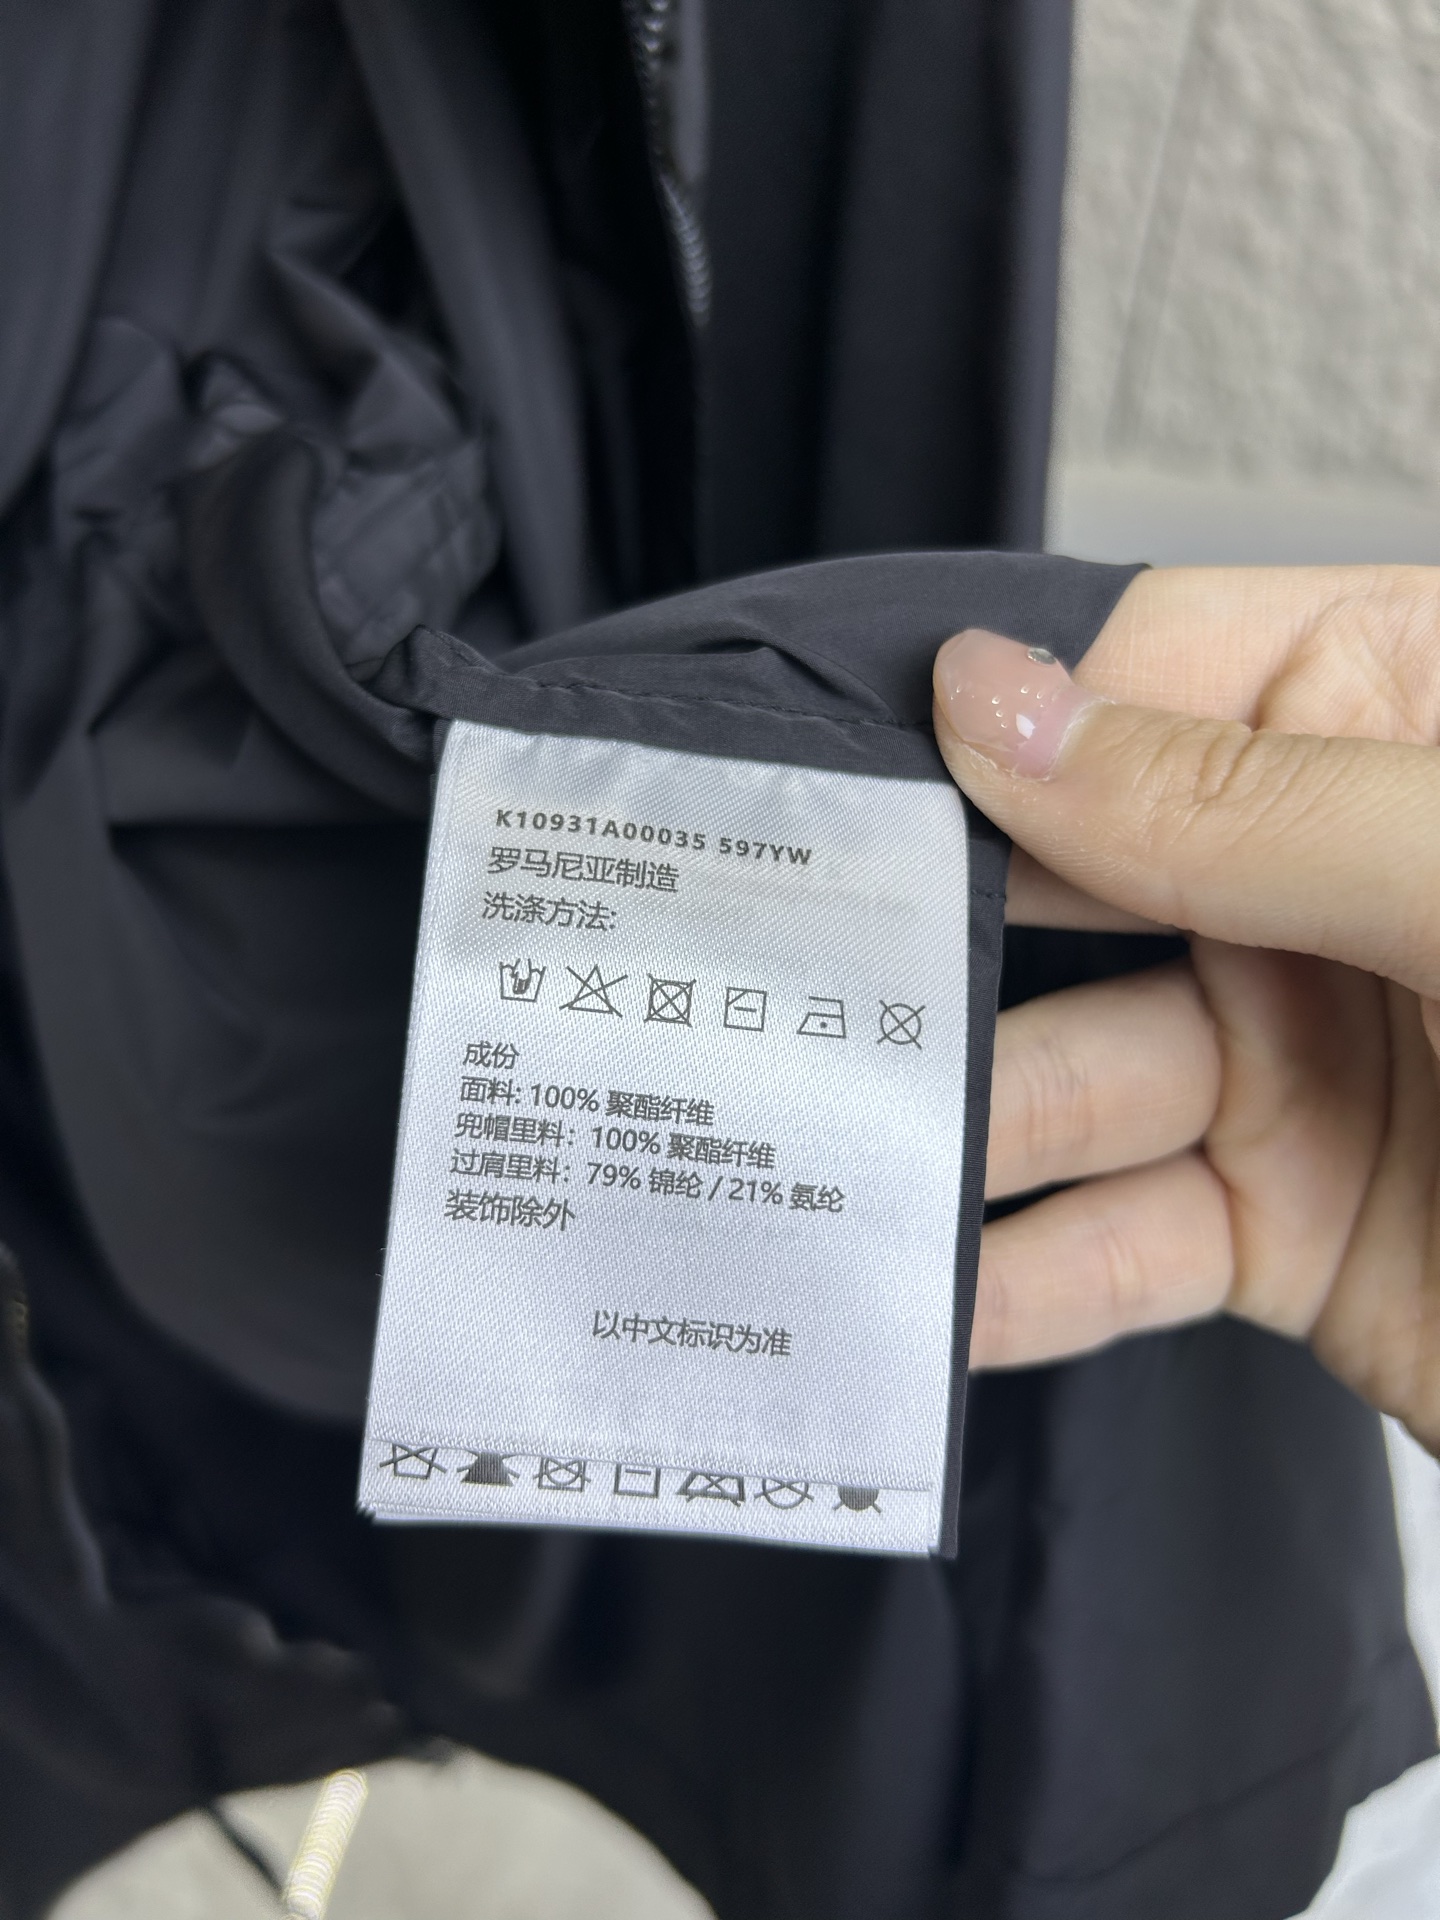 K10931A00035 597YW
罗马尼亚制造
洗涤方法:
成份
面料: 100% 聚酯纤维
兜帽里料：100% 聚酯纤维
过肩里料：79% 锦纶 / 21% 氨纶
装饰除外
以中文标识为准